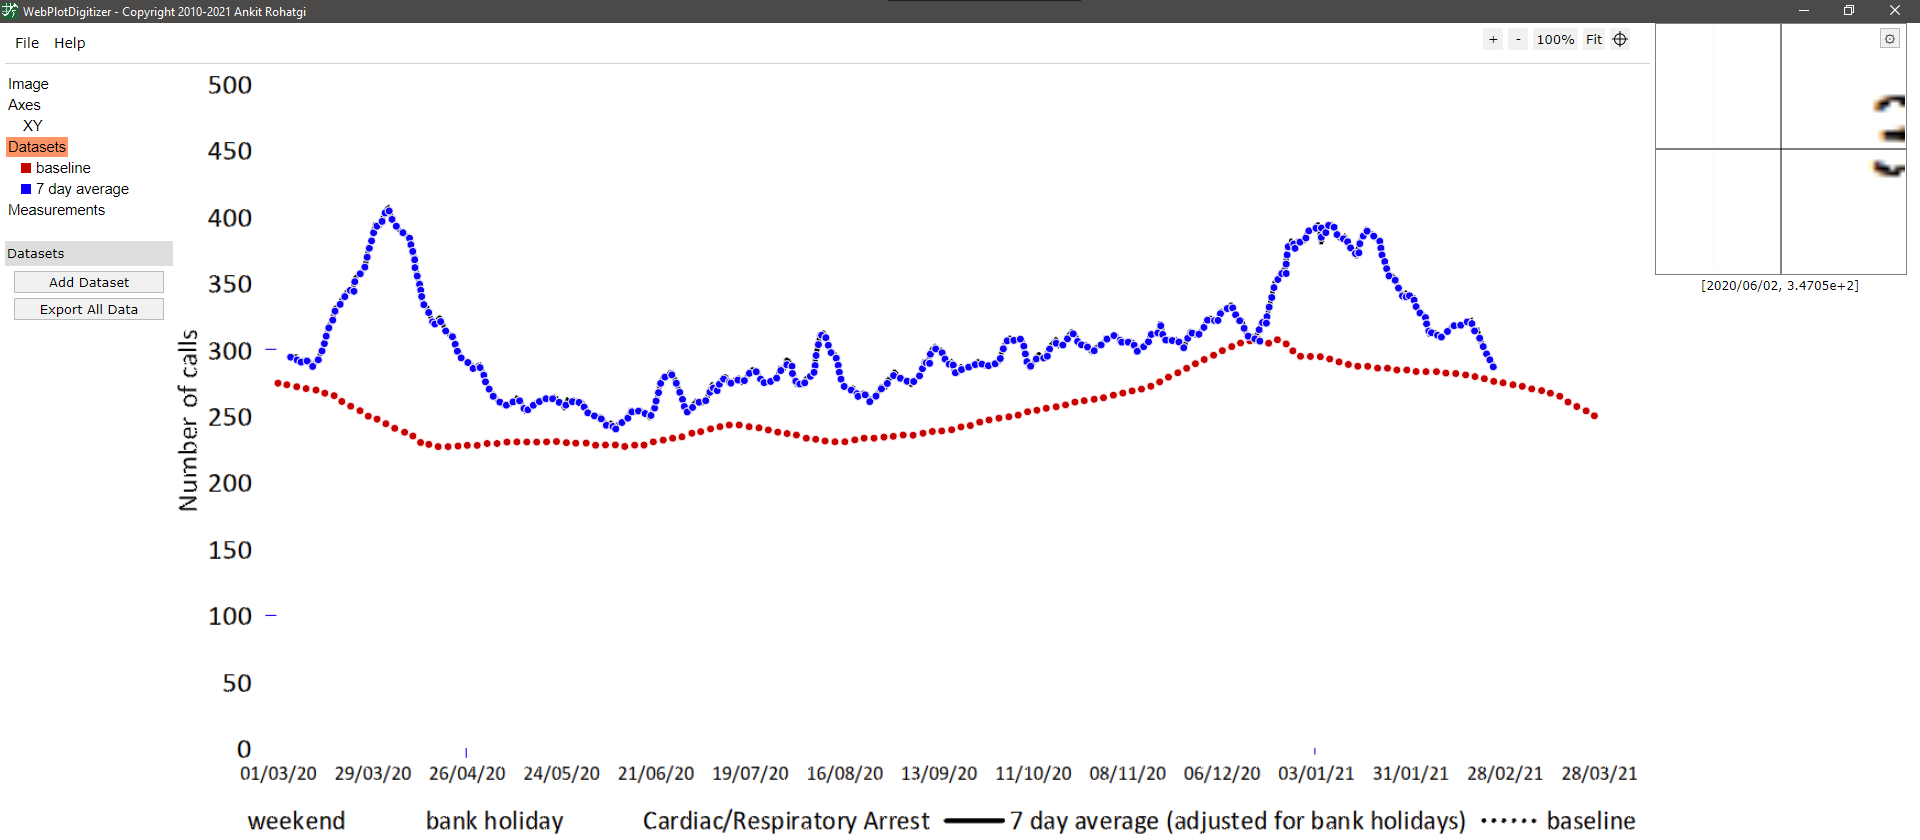 WebPlotDigitizer - Copyright 2010-2021 Ankit Rohatgi
File Help
+ - 100% Fit
Image
Axes
XY
Datasets
baseline
7 day average
Measurements
Datasets
Add Dataset
Export All Data
[2020/06/02, 3.4705e+2]
Number of calls
500
450
400
350
300
250
200
150
100
50
0
01/03/20 29/03/20 26/04/20 24/05/20 21/06/20 19/07/20 16/08/20 13/09/20 11/10/20 08/11/20 06/12/20 03/01/21 31/01/21 28/02/21 28/03/21
weekend bank holiday Cardiac/Respiratory Arrest 7 day average (adjusted for bank holidays) baseline